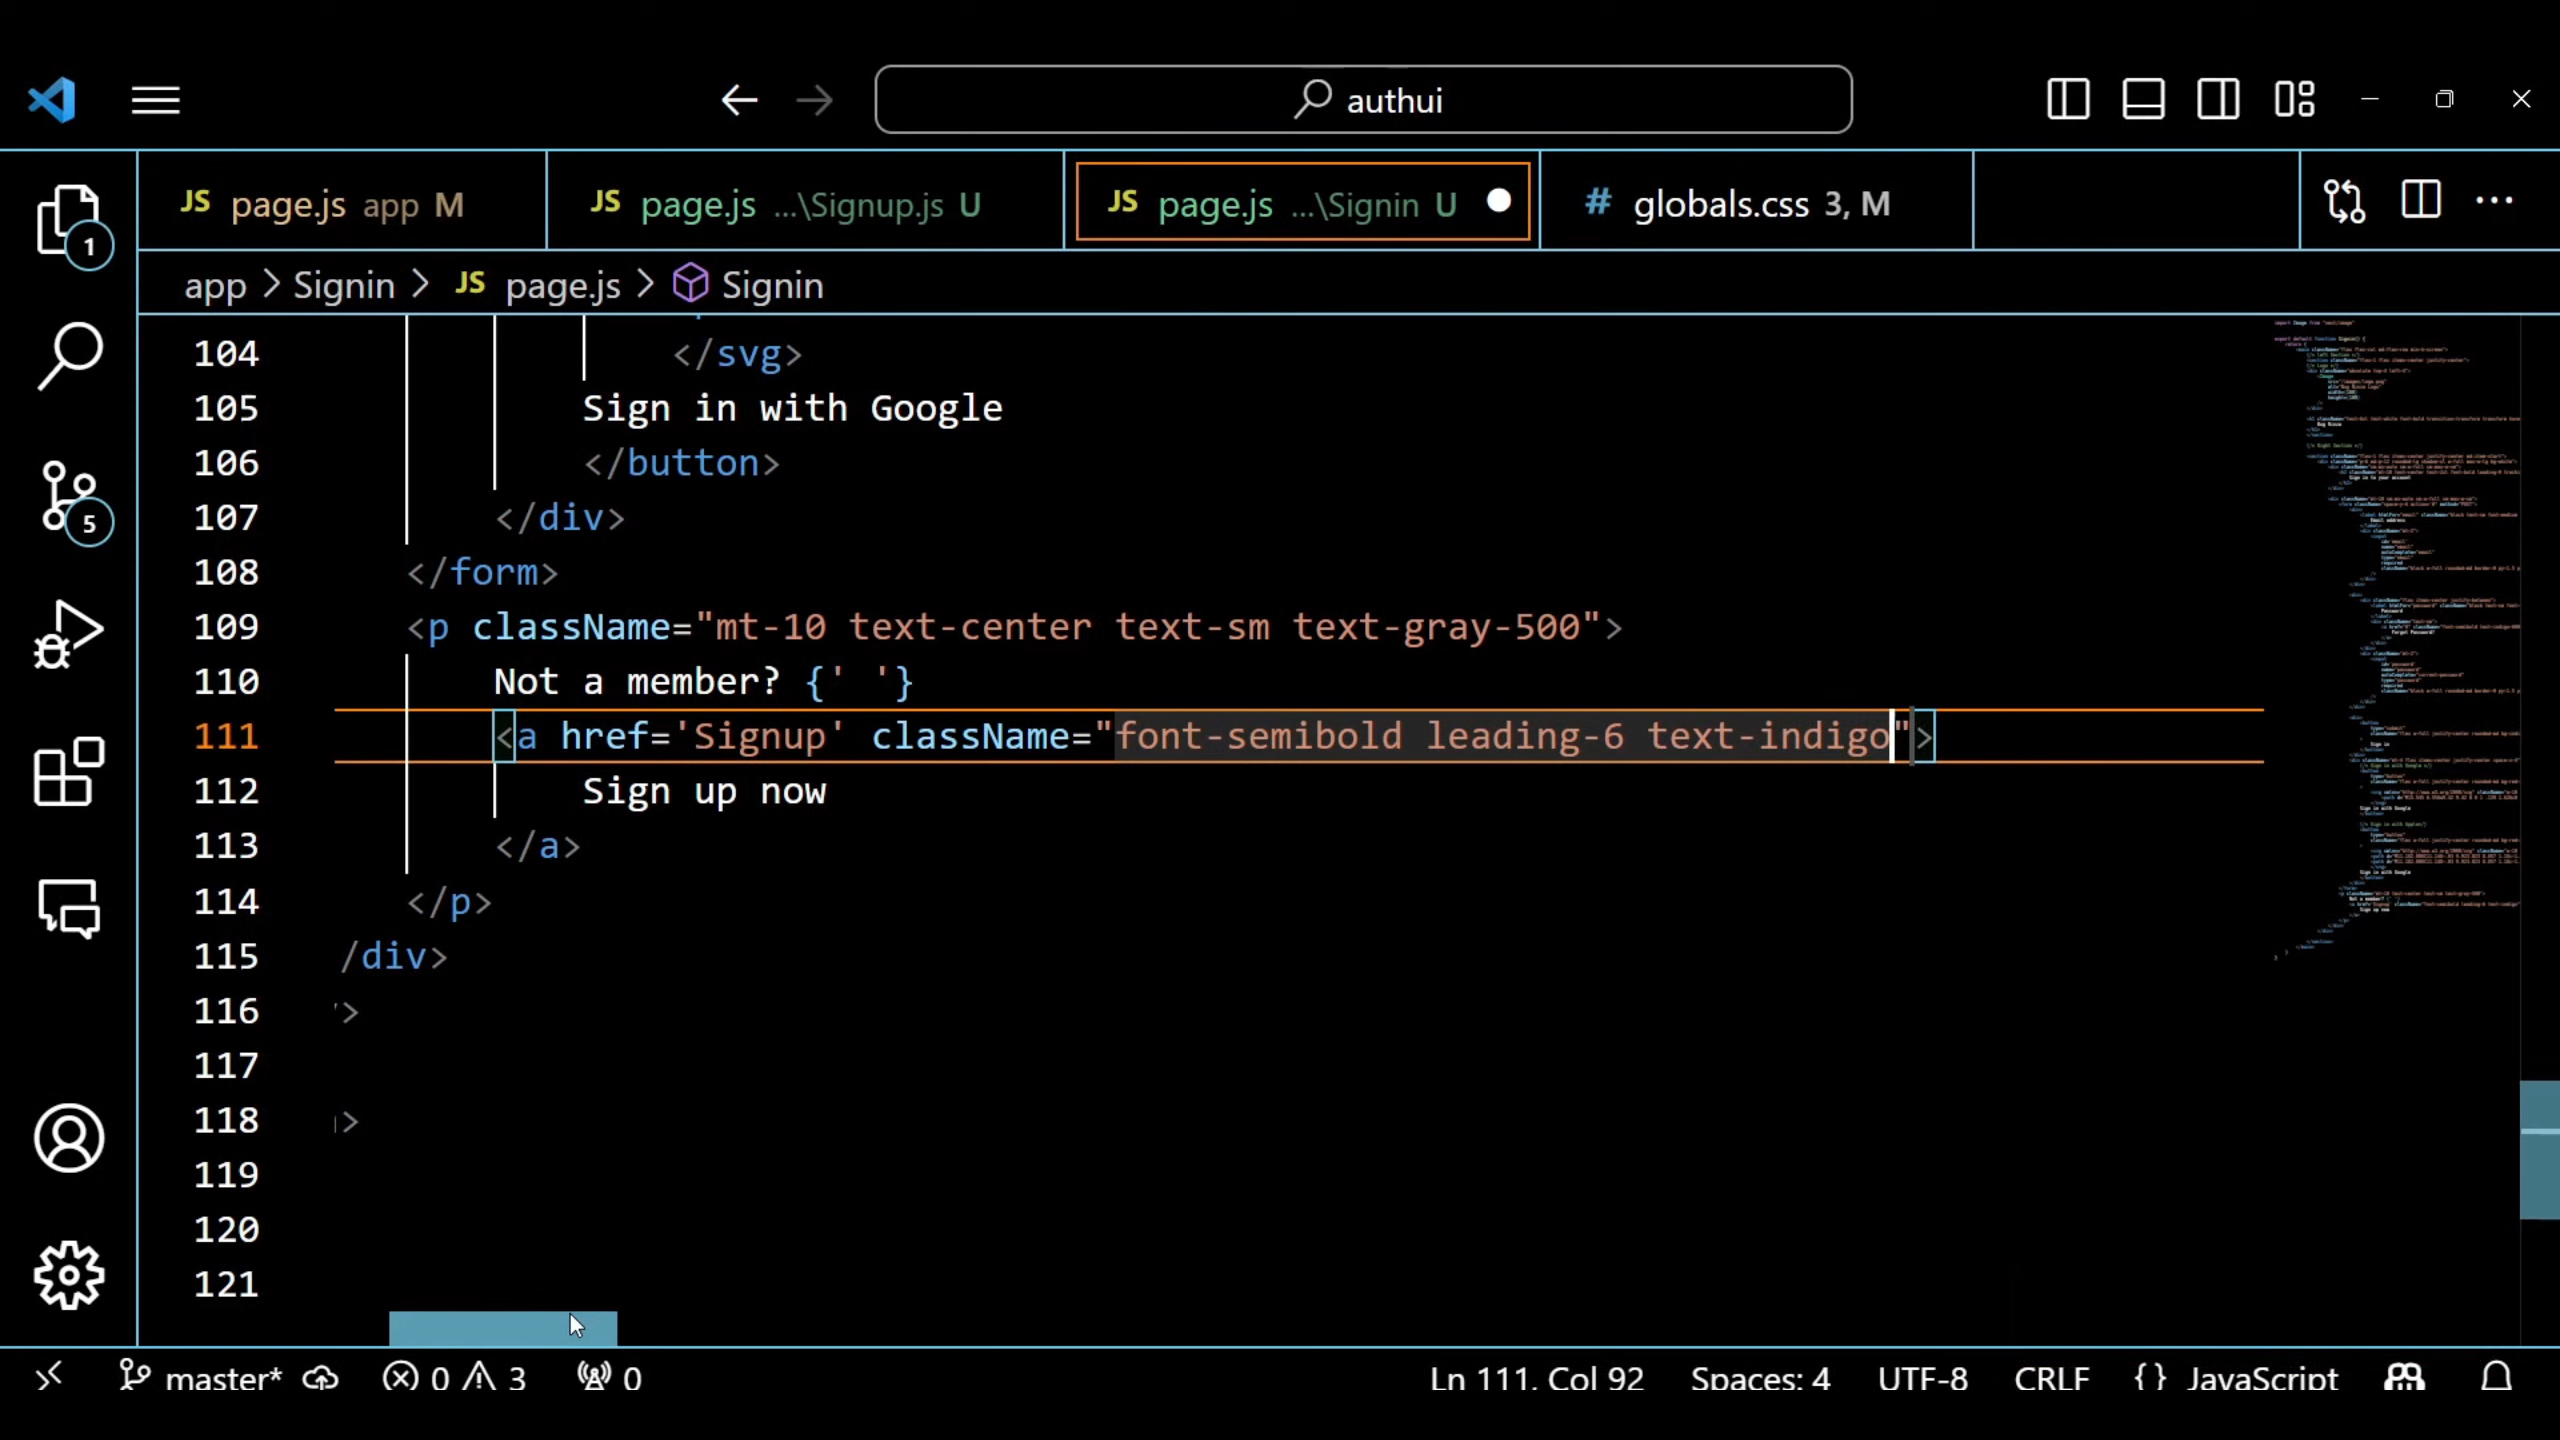 authui
JS page.js app M
JS page.js ...\Signup.js U
JS page.js ...\Signin U
# globals.css 3, M
app > Signin > JS page.js > Signin
1
5
104 </svg>
105 Sign in with Google
106 </button>
107 </div>
108 </form>
109 <p className="mt-10 text-center text-sm text-gray-500">
110 Not a member? {' '}
111 <a href='Signup' className="font-semibold leading-6 text-indigo">
112 Sign up now
113 </a>
114 </p>
115 /div>
116 >
117
118 >
119
120
121
master* 0 3 0 Ln 111, Col 92 Spaces: 4 UTF-8 CRLF {} JavaScript